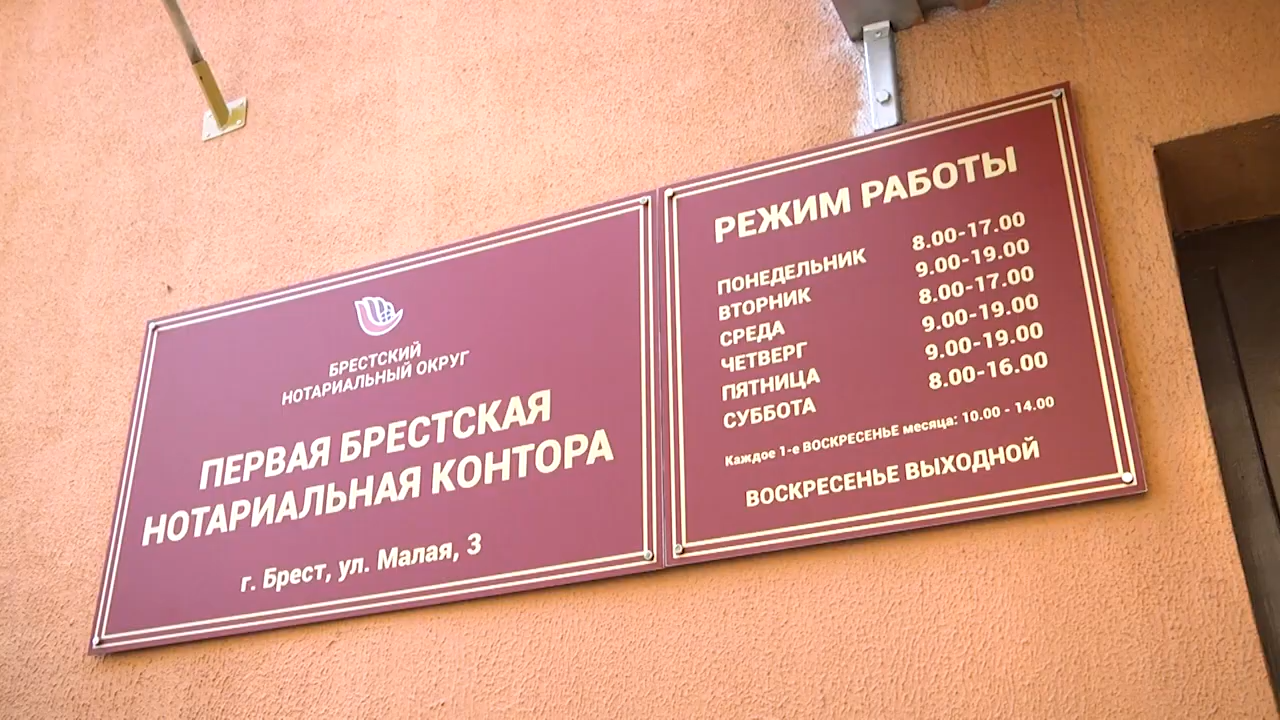 БРЕСТСКИЙ
НОТАРИАЛЬНЫЙ ОКРУГ
ПЕРВАЯ БРЕСТСКАЯ
НОТАРИАЛЬНАЯ КОНТОРА
г. Брест, ул. Малая, 3
РЕЖИМ РАБОТЫ
ПОНЕДЕЛЬНИК 8.00-17.00
ВТОРНИК 9.00-19.00
СРЕДА 8.00-17.00
ЧЕТВЕРГ 9.00-19.00
ПЯТНИЦА 9.00-19.00
СУББОТА 8.00-16.00
Каждое 1-е ВОСКРЕСЕНЬЕ месяца: 10.00 - 14.00
ВОСКРЕСЕНЬЕ ВЫХОДНОЙ